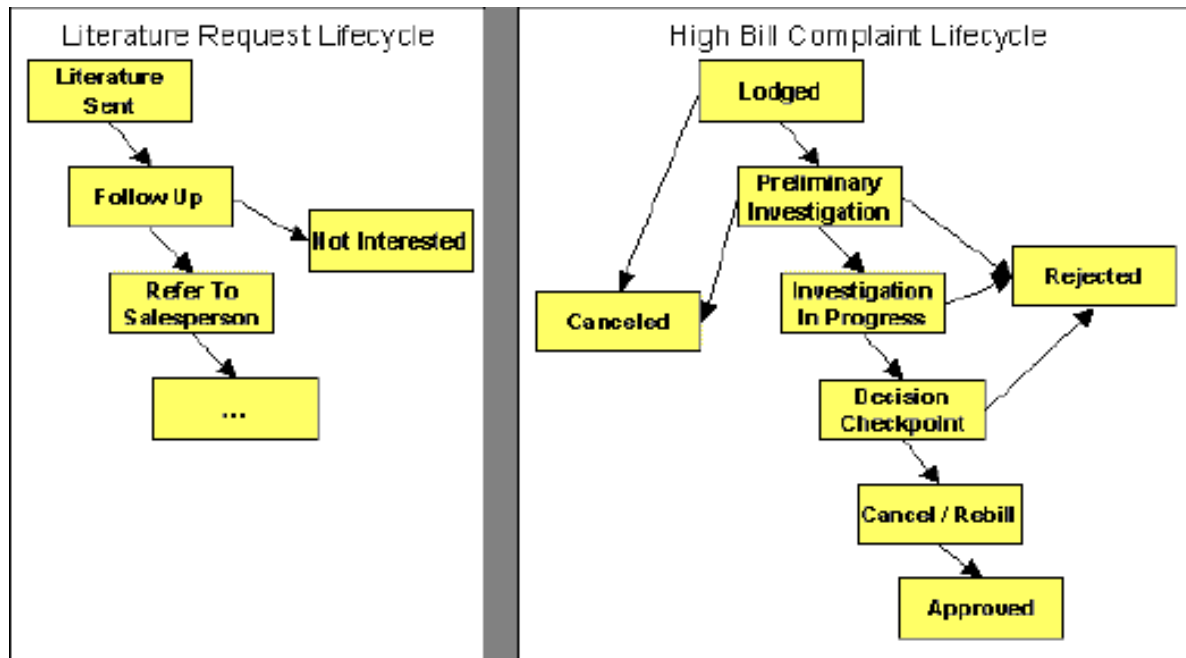 Literature Request Lifecycle
Literature
Sent
Follow Up
Not Interested
Refer To
Salesperson
...
High Bill Complaint Lifecycle
Lodged
Preliminary
Investigation
Canceled
Investigation
In Progress
Rejected
Decision
Checkpoint
Cancel / Rebill
Approved